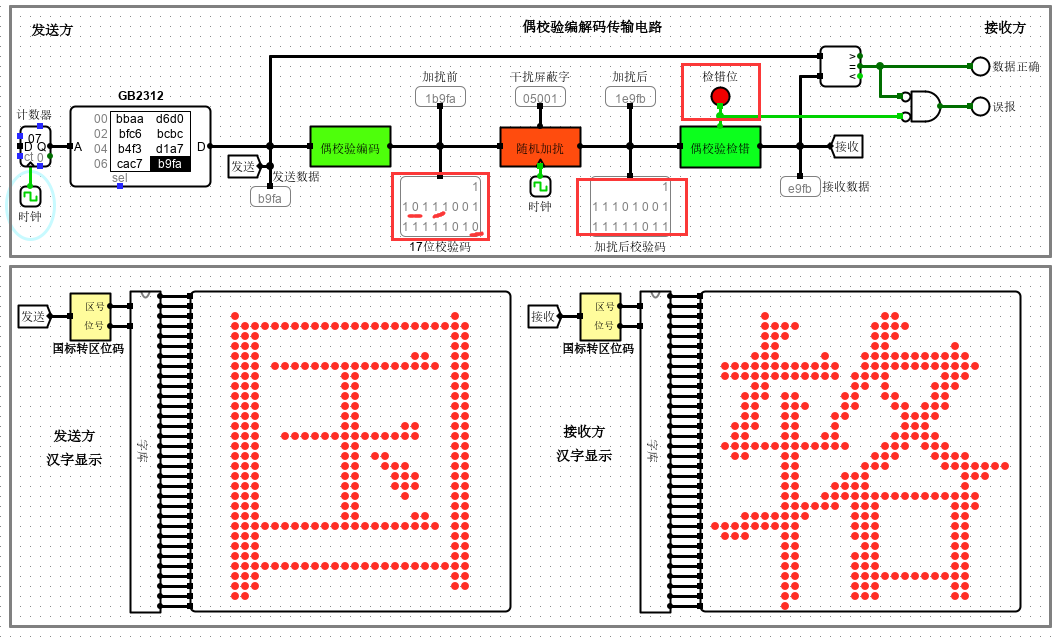 发送方
偶校验编解码传输电路
接收方
计数器
07
D Q
ct 0
时钟
GB2312
A
00 bbaa d6d0
02 bfc6 bcbc
04 b4f3 d1a7
06 cac7 b9fa
sel
D
发送
发送数据
b9fa
偶校验编码
加扰前
1b9fa
1
10111001
11111010
17位校验码
干扰屏蔽字
05001
随机加扰
时钟
加扰后
1e9fb
1
11101001
11111011
加扰后校验码
检错位
偶校验检错
接收
e9fb
接收数据
>
=
<
数据正确
误报
发送
区号
位号
国标转区位码
发送方
汉字显示
字库
国
接收
区号
位号
国标转区位码
接收方
汉字显示
字库